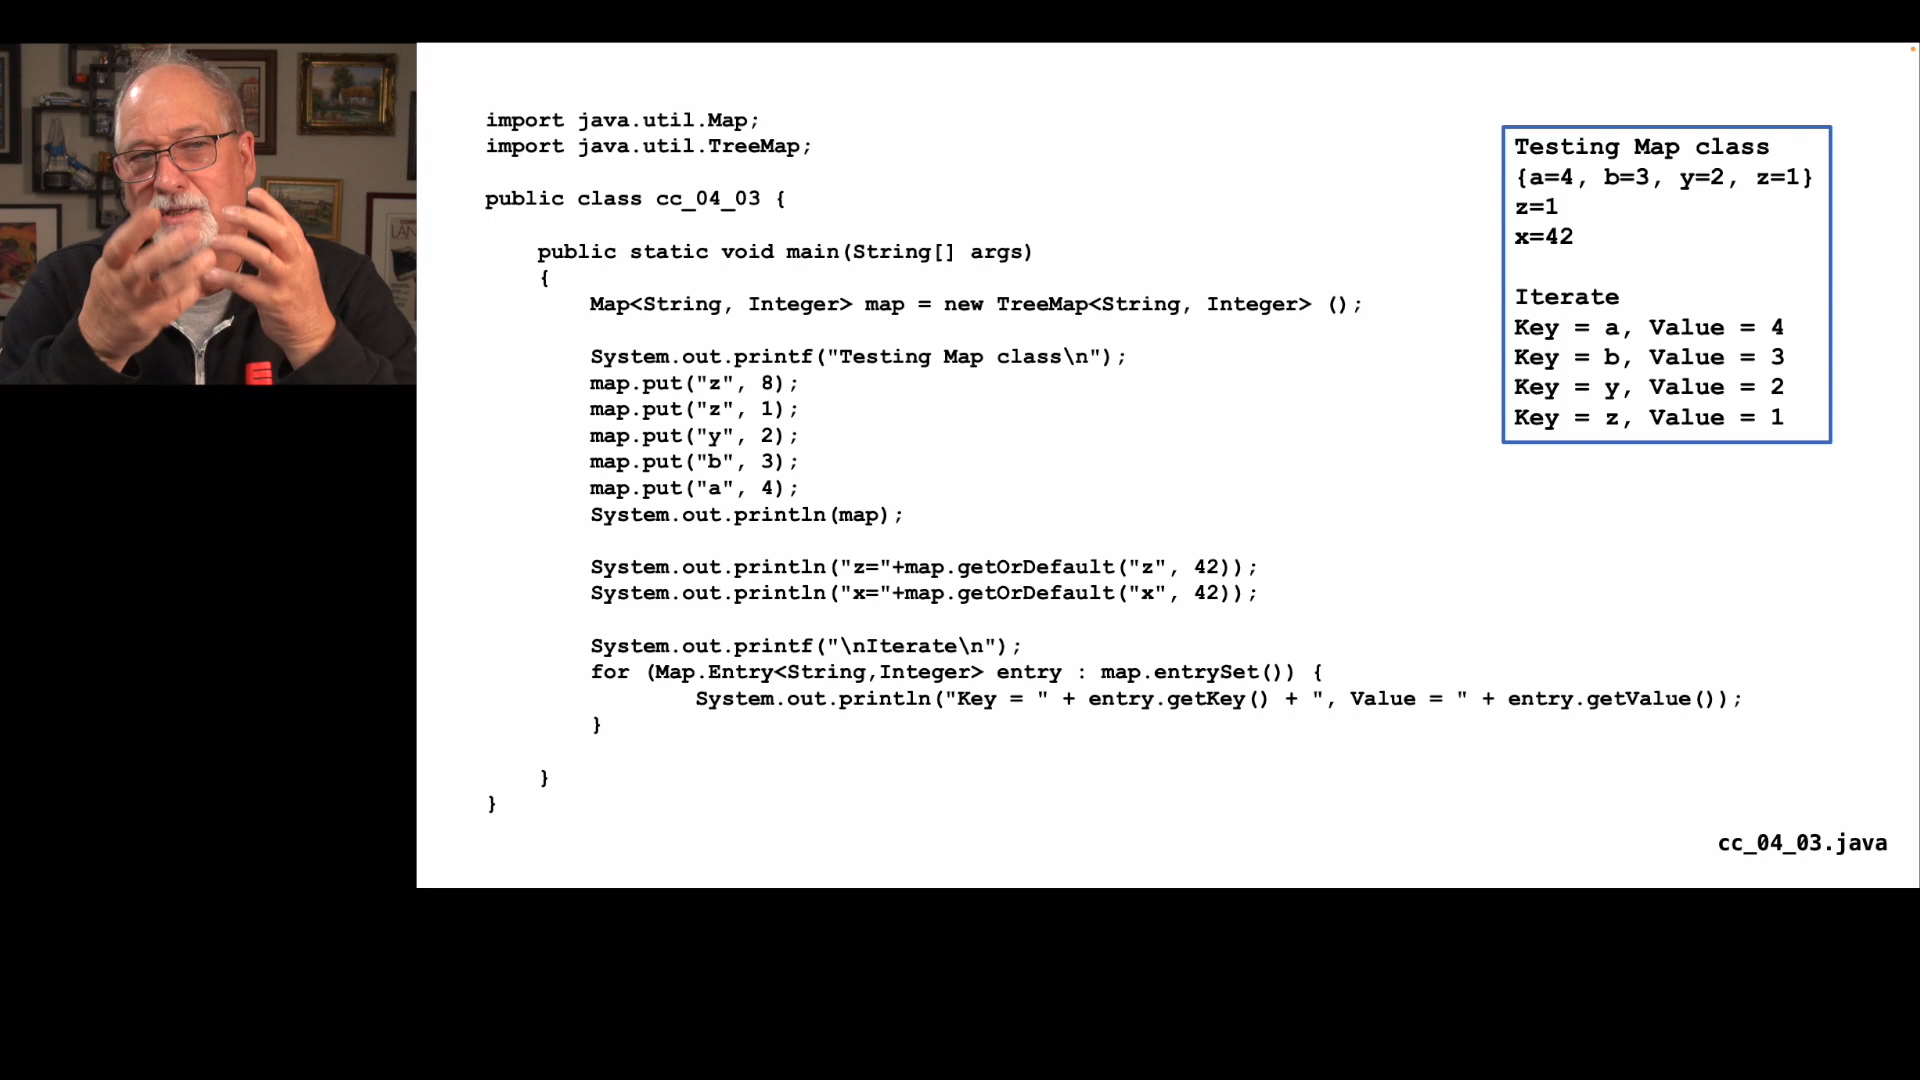 import java.util.Map;
import java.util.TreeMap;
public class cc_04_03 {
public static void main(String[] args)
{
Map<String, Integer> map = new TreeMap<String, Integer> ();
System.out.printf("Testing Map class\n");
map.put("z", 8);
map.put("z", 1);
map.put("y", 2);
map.put("b", 3);
map.put("a", 4);
System.out.println(map);
System.out.println("z="+map.getOrDefault("z", 42));
System.out.println("x="+map.getOrDefault("x", 42));
System.out.printf("\nIterate\n");
for (Map.Entry<String,Integer> entry : map.entrySet()) {
System.out.println("Key = " + entry.getKey() + ", Value = " + entry.getValue());
}
}
}
Testing Map class
{a=4, b=3, y=2, z=1}
z=1
x=42
Iterate
Key = a, Value = 4
Key = b, Value = 3
Key = y, Value = 2
Key = z, Value = 1
cc_04_03.java